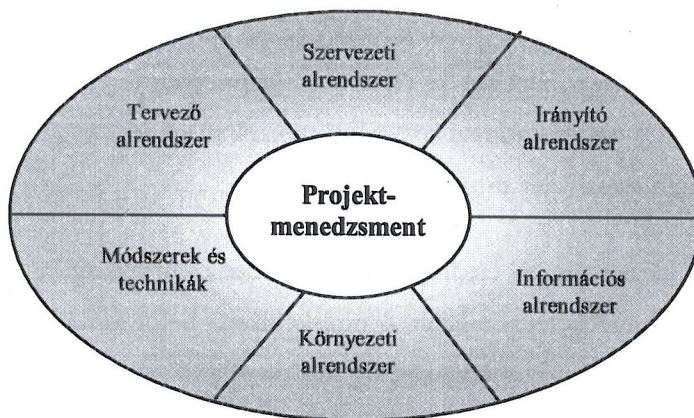 Szervezeti
alrendszer
Tervező
alrendszer
Irányító
alrendszer
Projekt-
menedzsment
Módszerek és
technikák
Információs
alrendszer
Környezeti
alrendszer